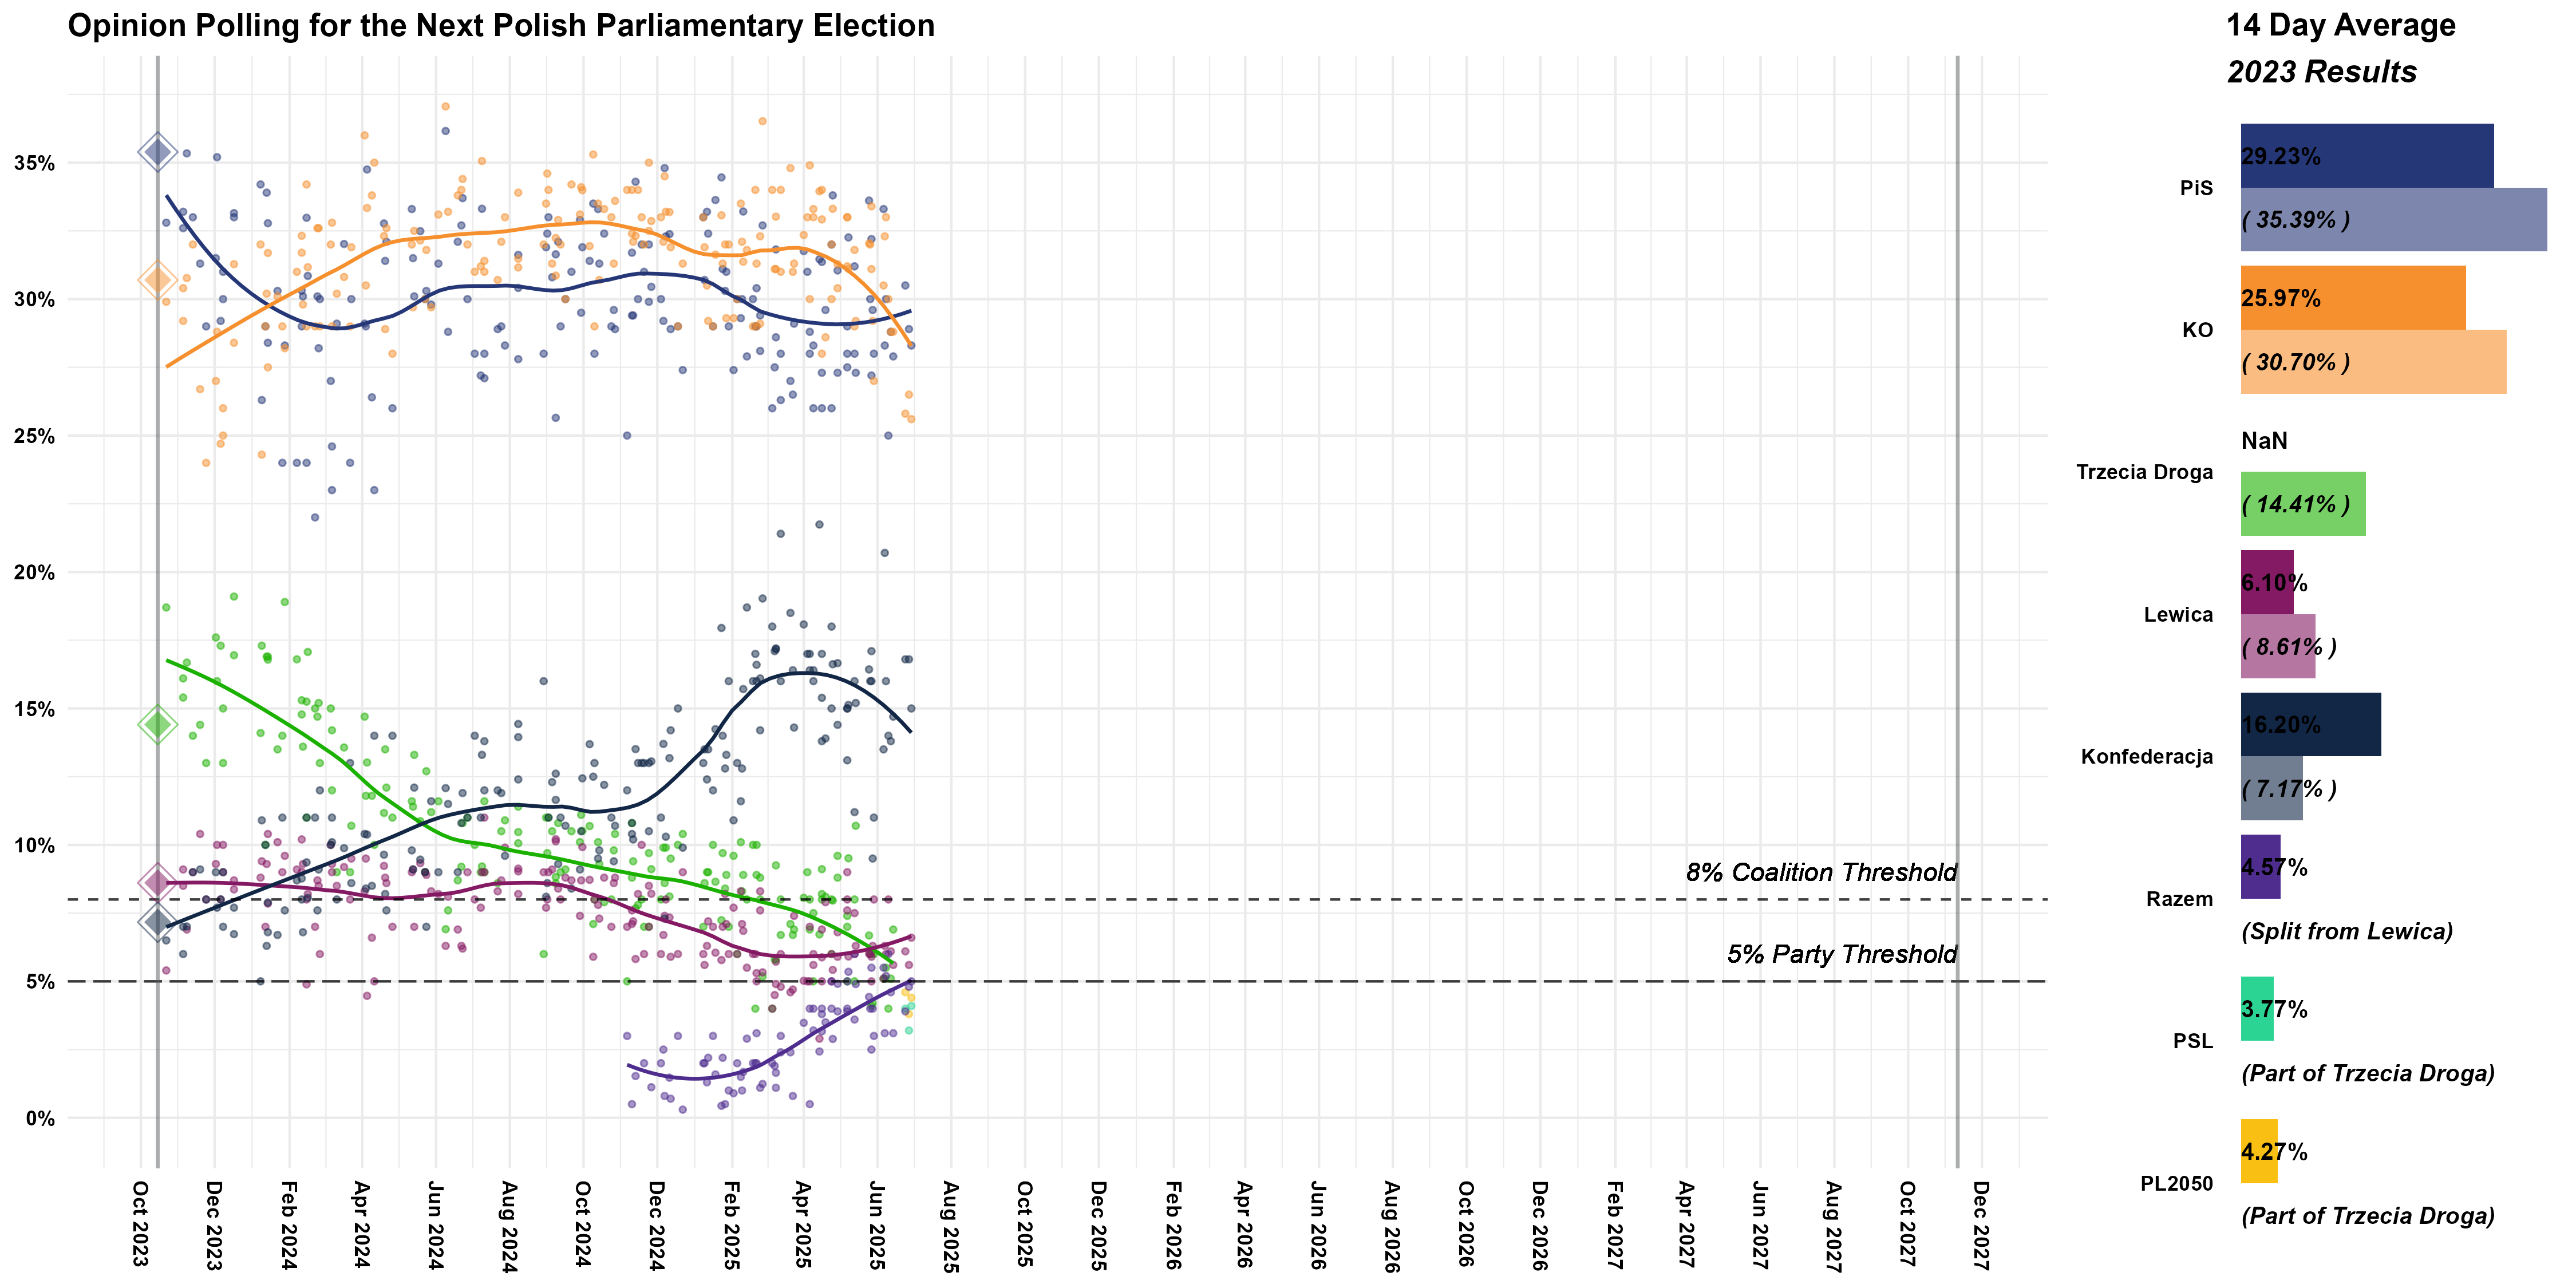 Opinion Polling for the Next Polish Parliamentary Election
35%
30%
25%
20%
15%
10%
5%
0%
8% Coalition Threshold
5% Party Threshold
Oct 2023
Dec 2023
Feb 2024
Apr 2024
Jun 2024
Aug 2024
Oct 2024
Dec 2024
Feb 2025
Apr 2025
Jun 2025
Aug 2025
Oct 2025
Dec 2025
Feb 2026
Apr 2026
Jun 2026
Aug 2026
Oct 2026
Dec 2026
Feb 2027
Apr 2027
Jun 2027
Aug 2027
Oct 2027
Dec 2027
14 Day Average
2023 Results
PiS
29.23%
( 35.39% )
KO
25.97%
( 30.70% )
Trzecia Droga
NaN
( 14.41% )
Lewica
6.10%
( 8.61% )
Konfederacja
16.20%
( 7.17% )
Razem
4.57%
(Split from Lewica)
PSL
3.77%
(Part of Trzecia Droga)
PL2050
4.27%
(Part of Trzecia Droga)